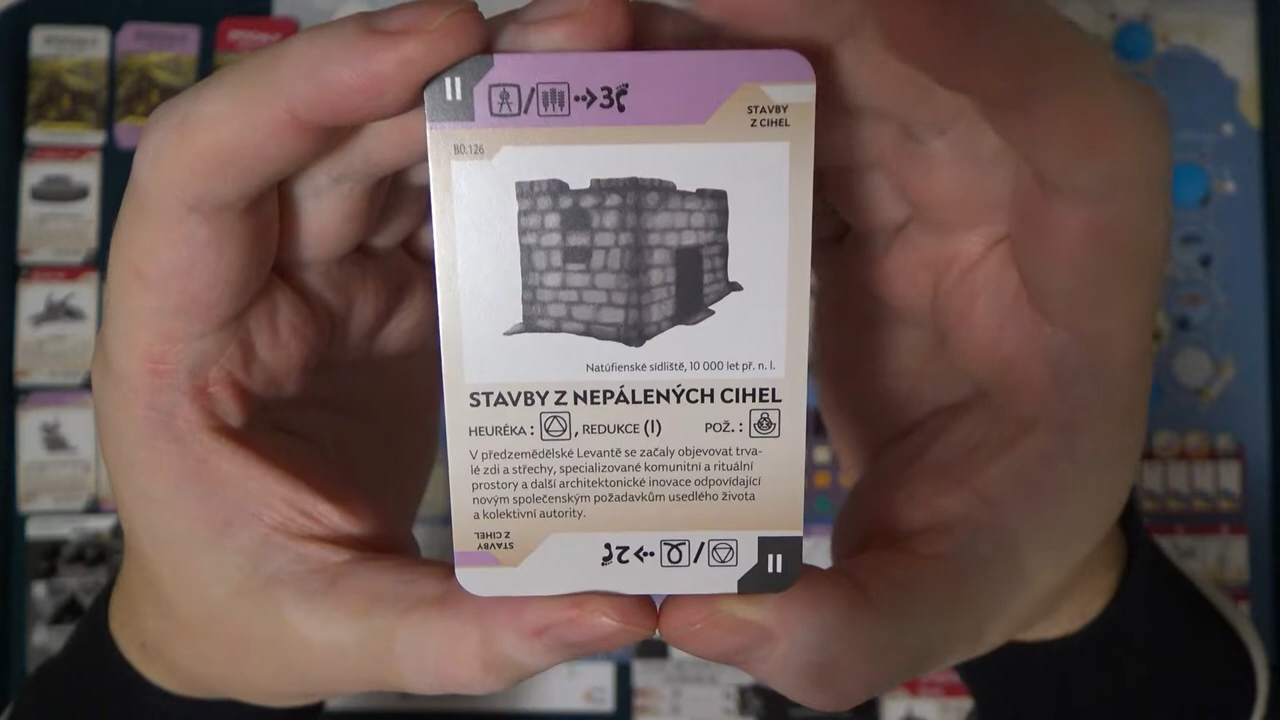 II
/ 3
STAVBY
Z CIHEL
BO.126
Natúfienské sídliště, 10 000 let př. n. l.
STAVBY Z NEPÁLENÝCH CIHEL
HEURÉKA : , REDUKCE (I) POŽ. :
V předzemědělské Levantě se začaly objevovat trva-
lé zdi a střechy, specializované komunitní a rituální
prostory a další architektonické inovace odpovídající
novým společenským požadavkům usedlého života
a kolektivní autority.
STAVBY
Z CIHEL
/ 2
II